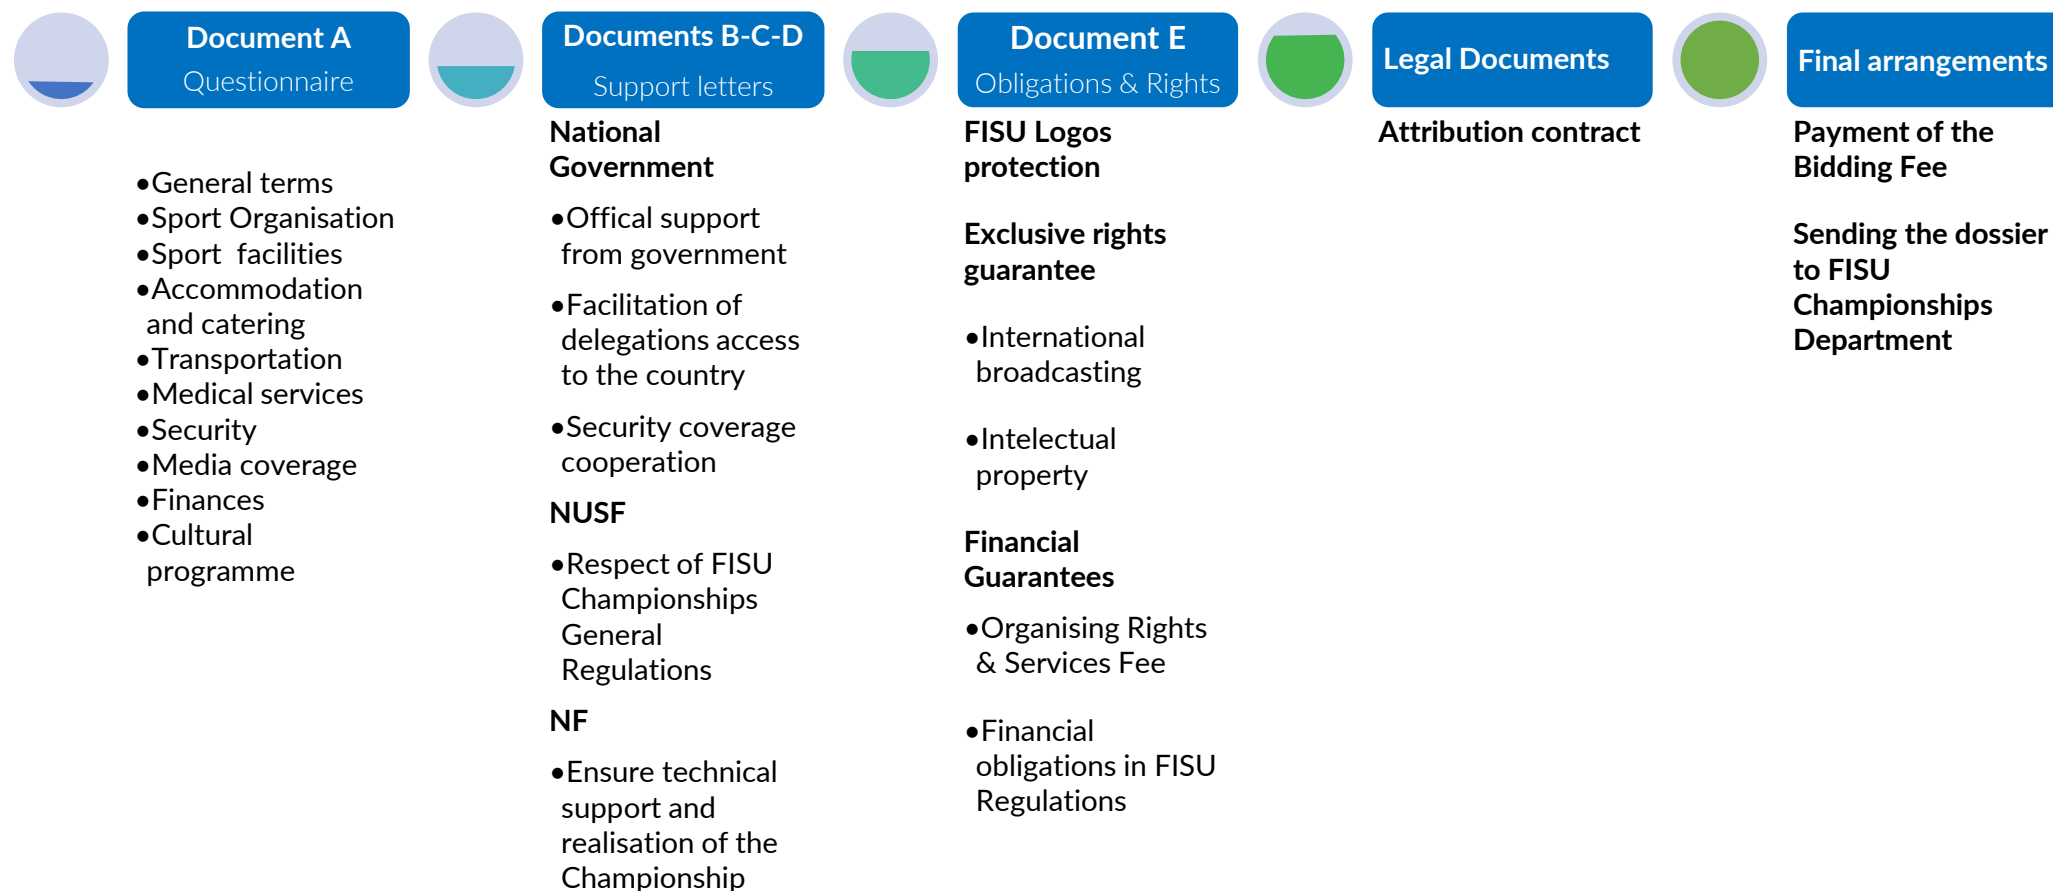 Document A
Questionnaire
•General terms
•Sport Organisation
•Sport facilities
•Accommodation
and catering
•Transportation
•Medical services
•Security
•Media coverage
•Finances
•Cultural
programme
Documents B-C-D
Support letters
National
Government
•Offical support
from government
•Facilitation of
delegations access
to the country
•Security coverage
cooperation
NUSF
•Respect of FISU
Championships
General
Regulations
NF
•Ensure technical
support and
realisation of the
Championship
Document E
Obligations & Rights
FISU Logos
protection
Exclusive rights
guarantee
•International
broadcasting
•Intelectual
property
Financial
Guarantees
•Organising Rights
& Services Fee
•Financial
obligations in FISU
Regulations
Legal Documents
Attribution contract
Final arrangements
Payment of the
Bidding Fee
Sending the dossier
to FISU
Championships
Department